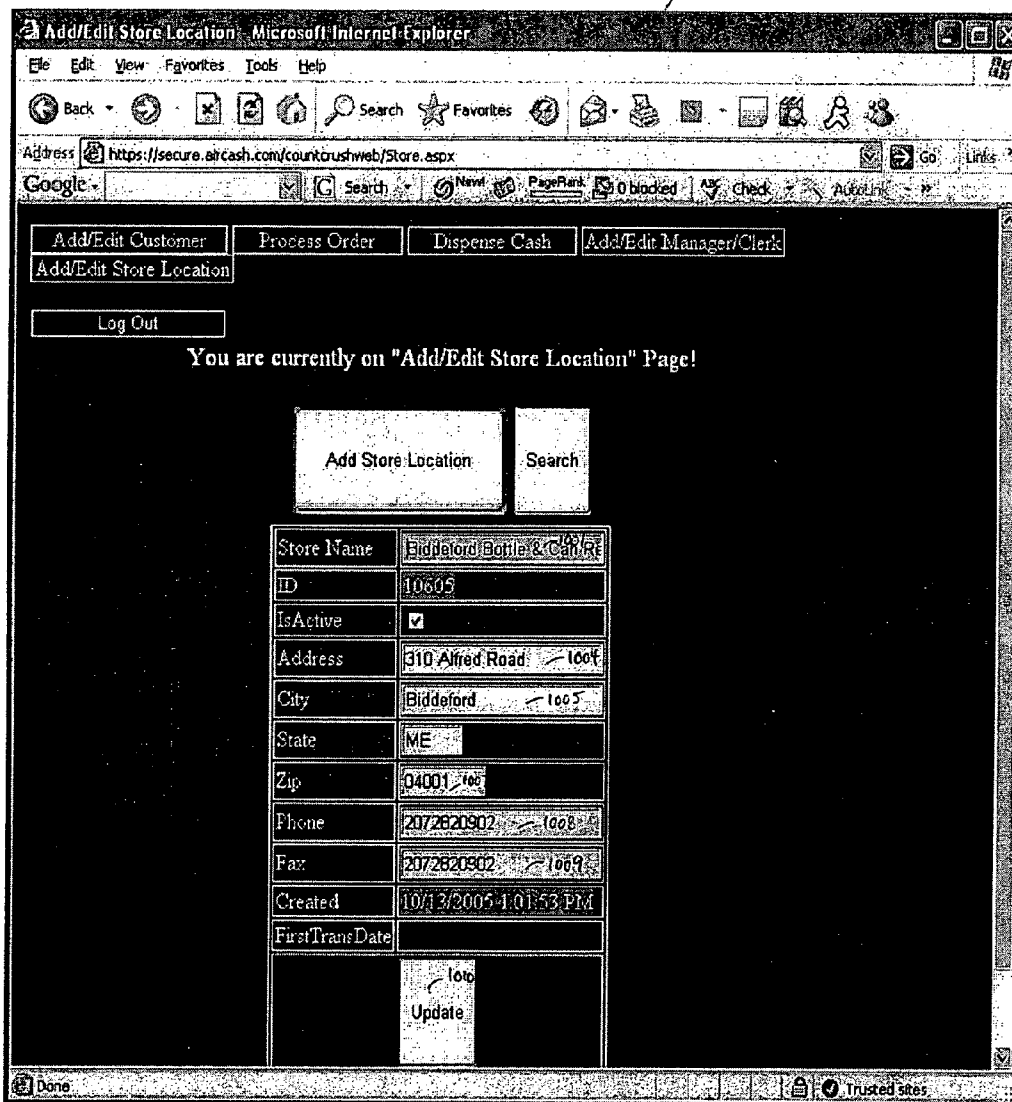 Add/Edit Store Location - Microsoft Internet Explorer
File Edit View Favorites Tools Help
Back Search Favorites
Address https://secure.aircash.com/countcrushweb/Store.aspx Go Links
Google Search New! PageRank 0 blocked Check AutoLink
Add/Edit Customer Process Order Dispense Cash Add/Edit Manager/Clerk
Add/Edit Store Location
Log Out
You are currently on "Add/Edit Store Location" Page!
Add Store Location Search
Store Name Biddeford Bottle & Can Re 1001
ID 10605
IsActive
Address 310 Alfred Road 1004
City Biddeford 1005
State ME
Zip 04001
Phone 2072820902 1008
Fax 2072820902 1009
Created 10/13/2005 4:01:53 PM
FirstTransDate
1010
Update
Done Trusted sites